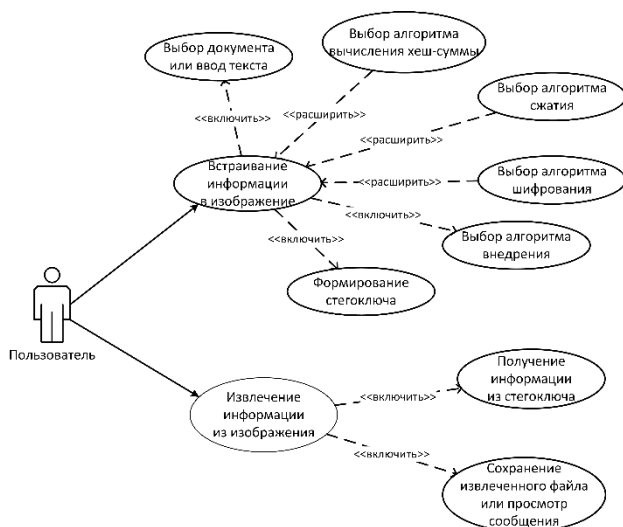 Выбор документа
или ввод текста
Выбор алгоритма
вычисления хеш-суммы
Выбор алгоритма
сжатия
<<включить>>
<<расширить>>
<<расширить>>
Встраивание
информации
в изображение
<<расширить>>
Выбор алгоритма
шифрования
<<включить>>
<<включить>>
Выбор алгоритма
внедрения
Формирование
стегоключа
Пользователь
Извлечение
информации
из изображения
<<включить>>
Получение
информации
из стегоключа
<<включить>>
Сохранение
извлеченного файла
или просмотр
сообщения